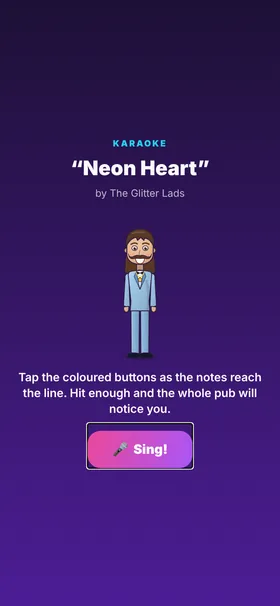 KARAOKE
“Neon Heart”
by The Glitter Lads
Tap the coloured buttons as the notes reach
the line. Hit enough and the whole pub will
notice you.
🎤 Sing!